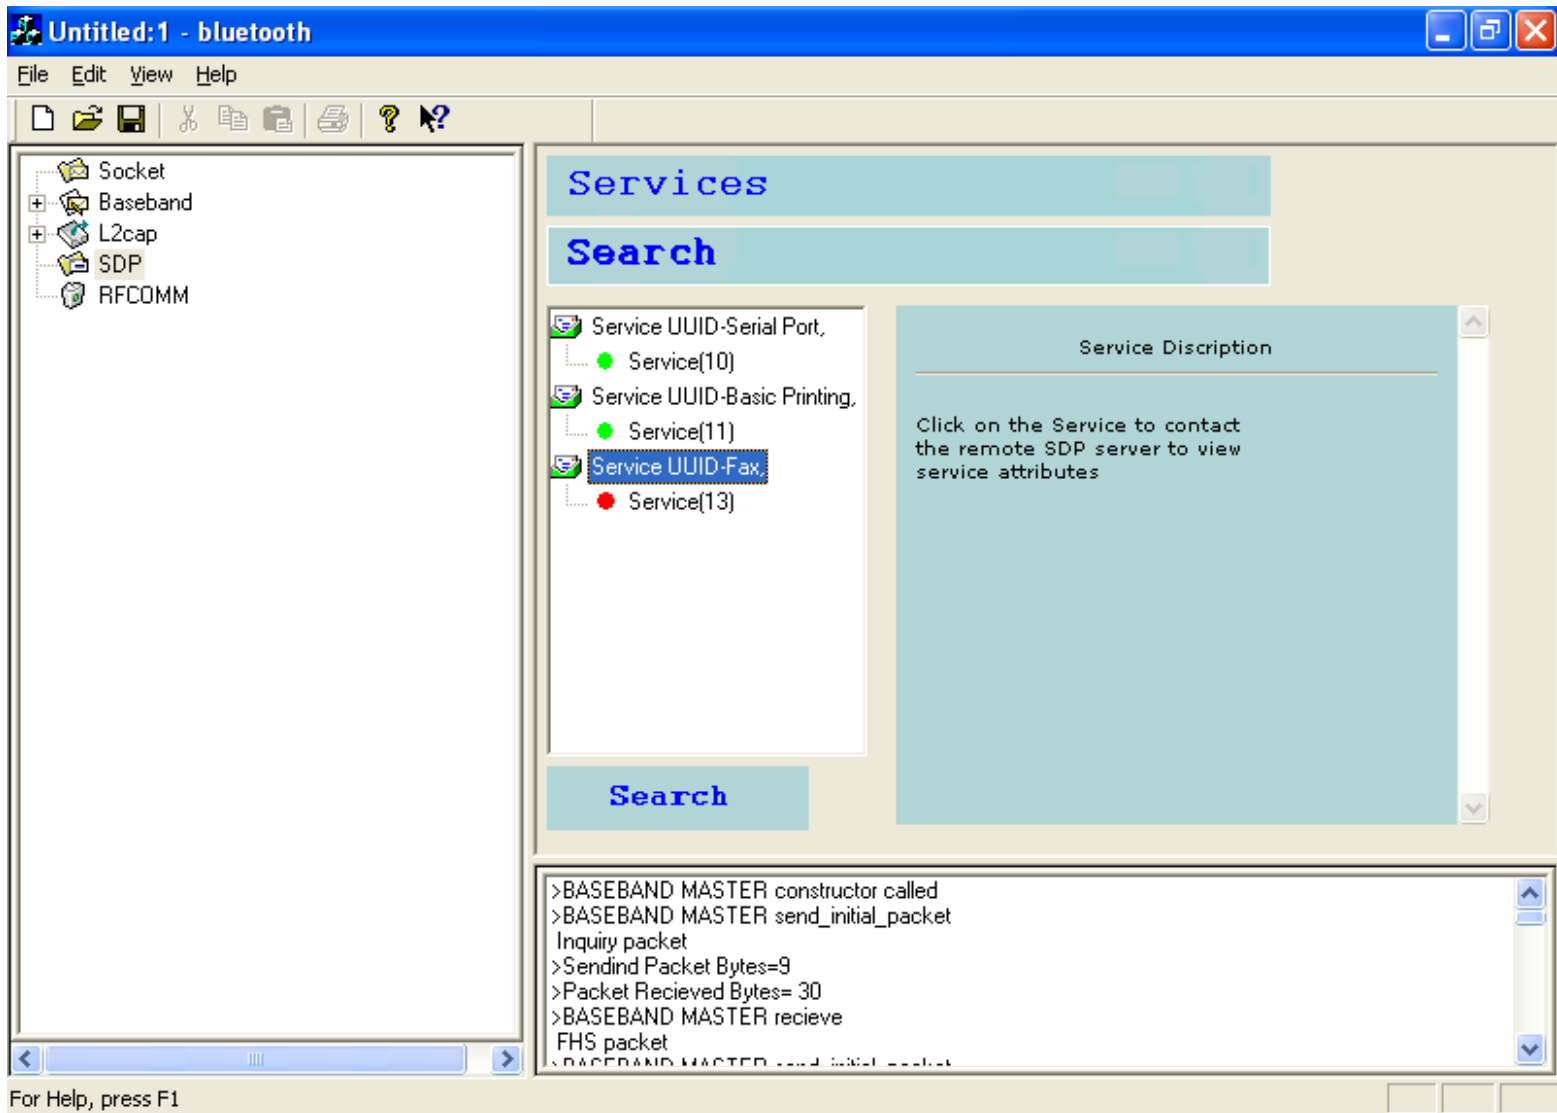 Untitled:1 - bluetooth
File Edit View Help
Socket
Baseband
L2cap
SDP
RFCOMM
Services
Search
Service UUID-Serial Port,
Service(10)
Service UUID-Basic Printing,
Service(11)
Service UUID-Fax,
Service(13)
Search
Service Discription
Click on the Service to contact
the remote SDP server to view
service attributes
>BASEBAND MASTER constructor called
>BASEBAND MASTER send_initial_packet
Inquiry packet
>Sendind Packet Bytes=9
>Packet Recieved Bytes= 30
>BASEBAND MASTER recieve
FHS packet
>BASEBAND MASTER send_initial_packet
For Help, press F1